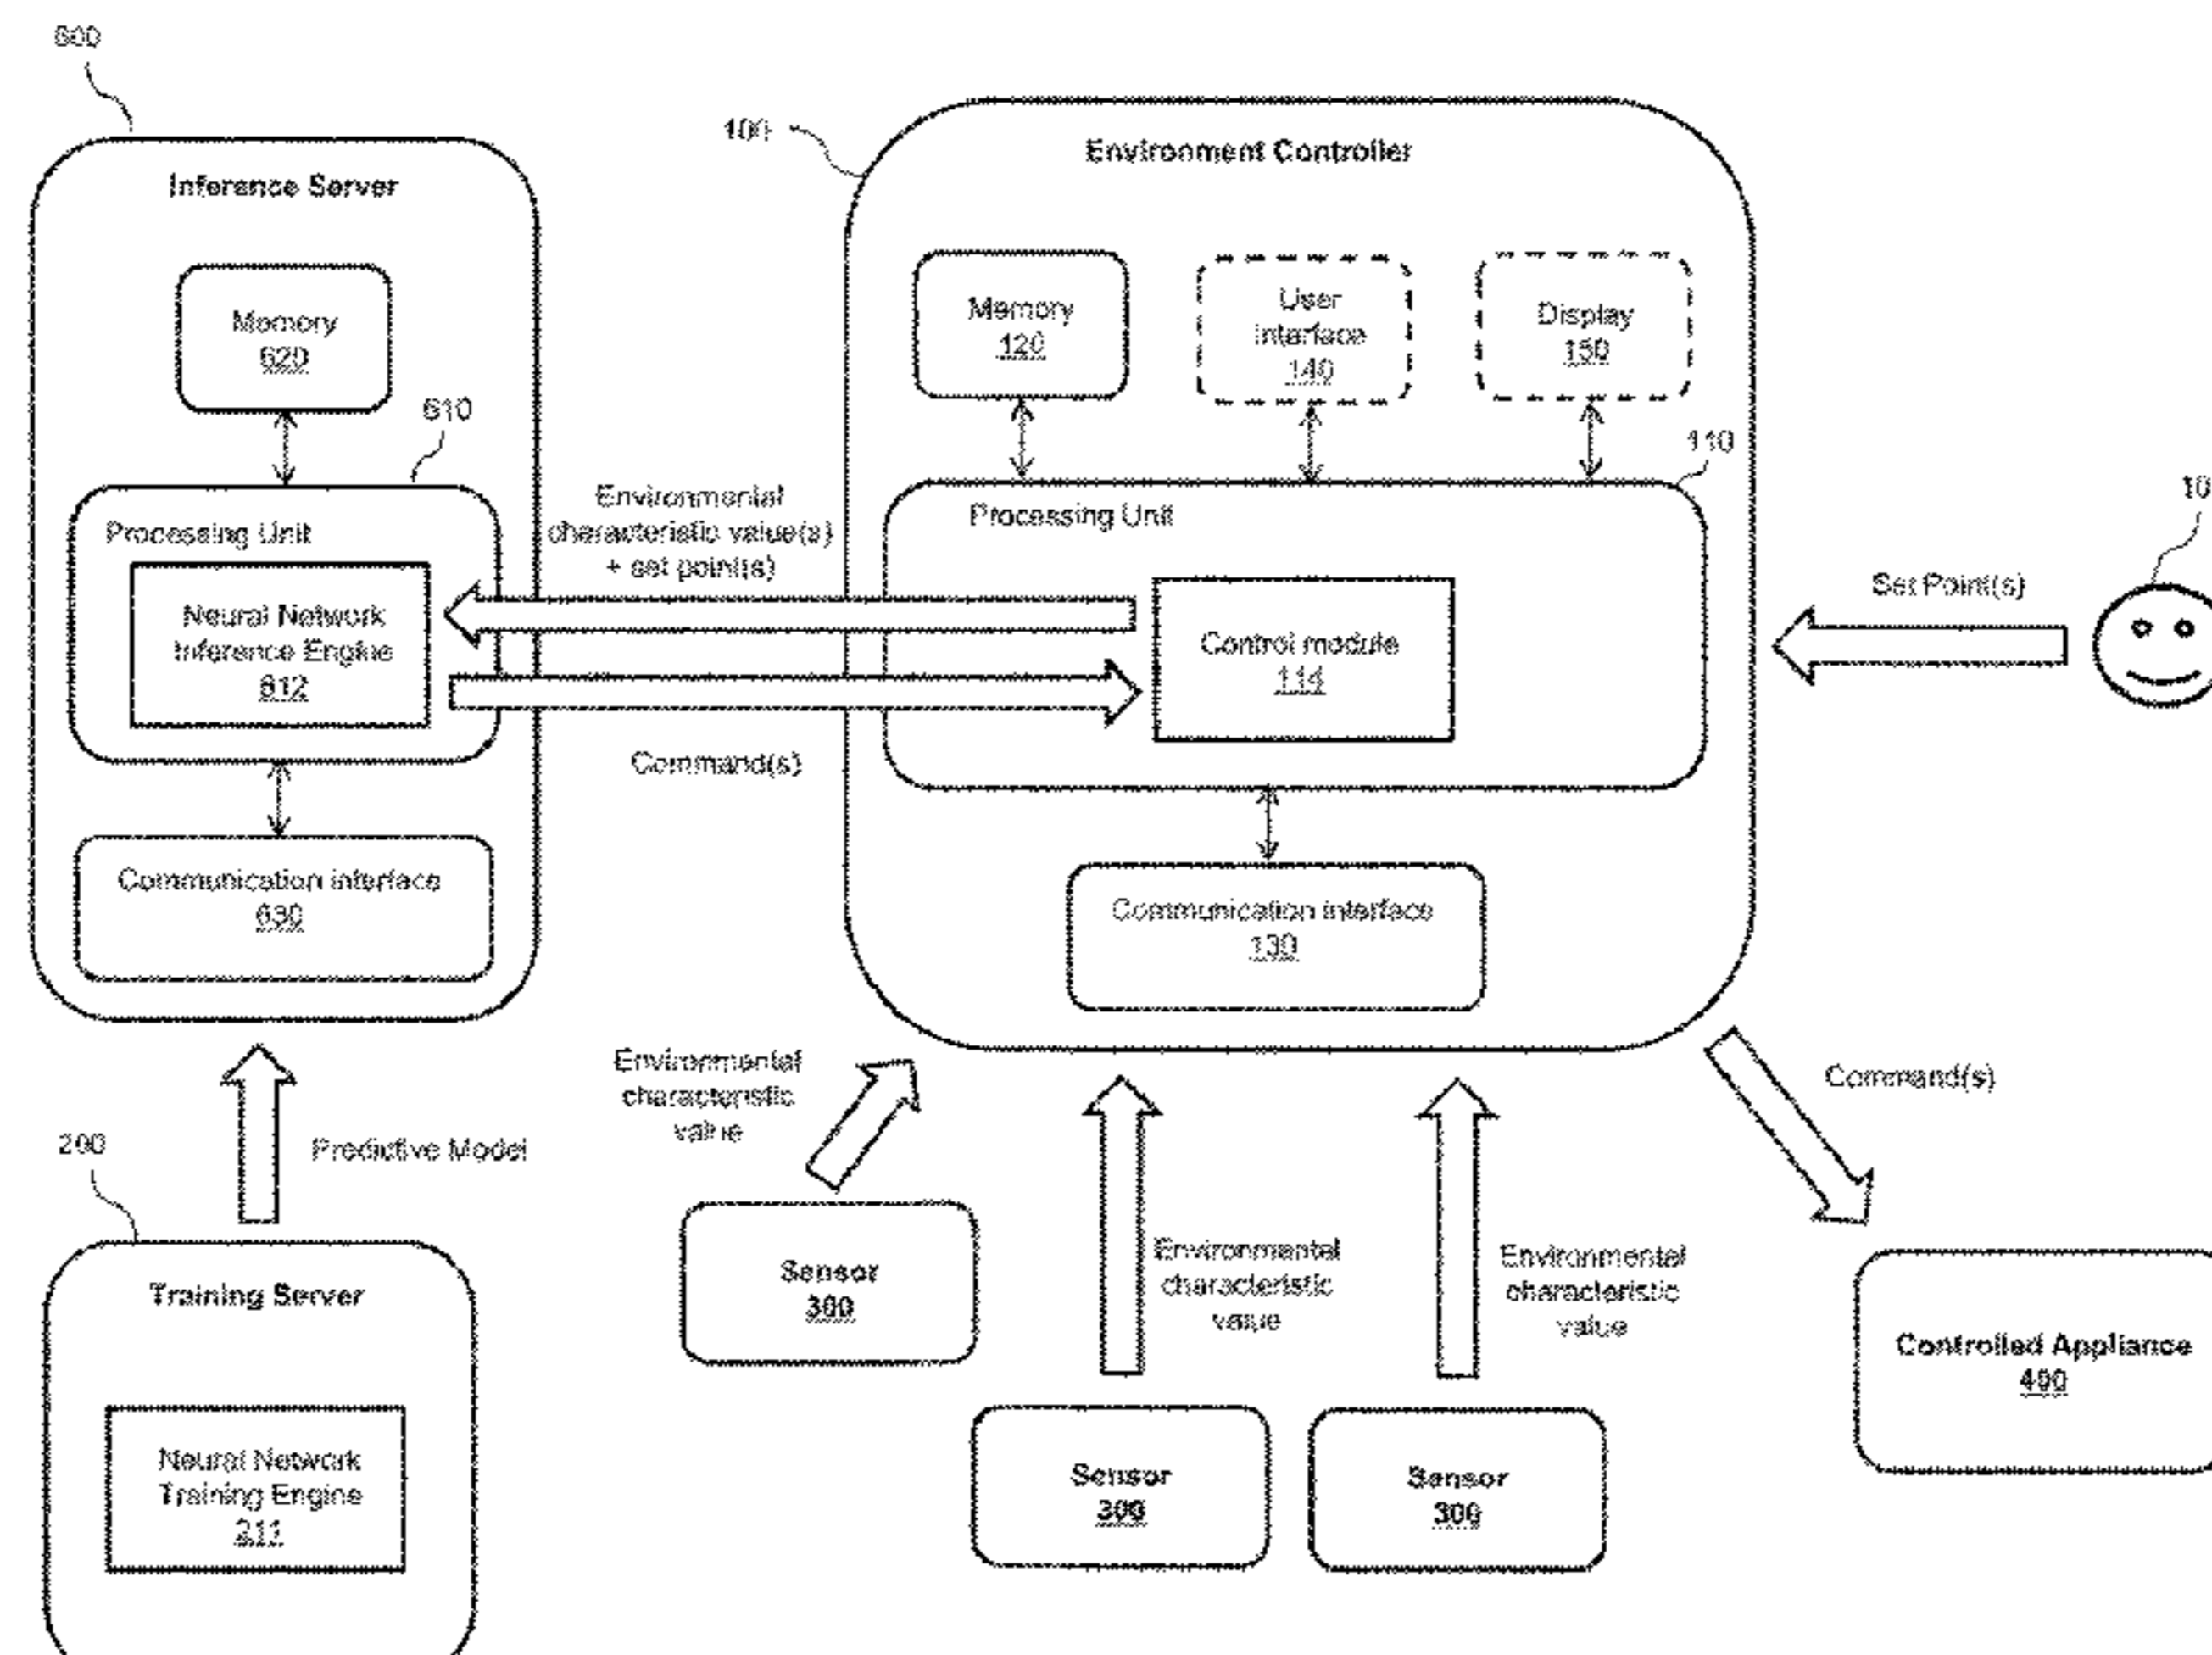 600
Inference Server
Memory
620
610
Processing Unit
Neural Network
Inference Engine
612
Communication interface
630
Environmental
characteristic value(s)
+ set point(s)
Command(s)
100
Environment Controller
Memory
120
User
interface
140
Display
150
110
Processing Unit
Control module
114
Communication interface
130
10
Set Point(s)
Predictive Model
200
Training Server
Neural Network
Training Engine
211
Environmental
characteristic
value
Sensor
300
Environmental
characteristic
value
Sensor
300
Environmental
characteristic
value
Sensor
300
Command(s)
Controlled Appliance
400